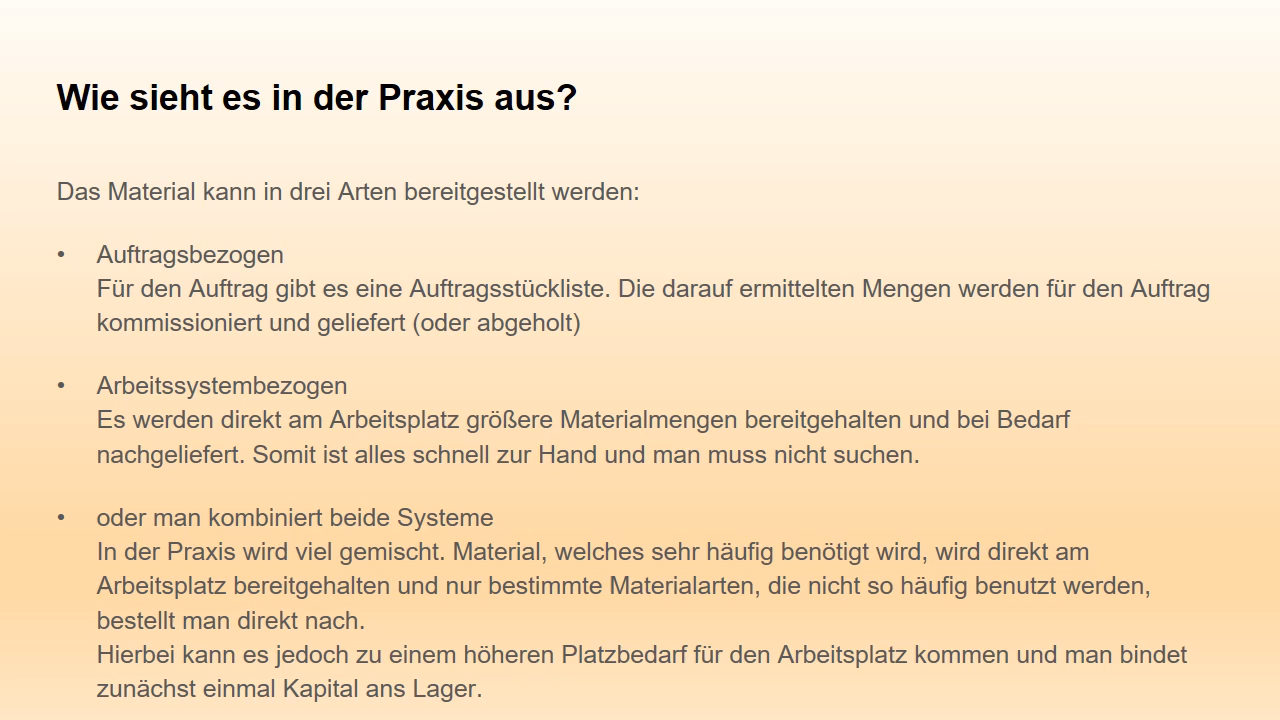 Wie sieht es in der Praxis aus?
Das Material kann in drei Arten bereitgestellt werden:
• Auftragsbezogen
Für den Auftrag gibt es eine Auftragsstückliste. Die darauf ermittelten Mengen werden für den Auftrag
kommissioniert und geliefert (oder abgeholt)
• Arbeitssystembezogen
Es werden direkt am Arbeitsplatz größere Materialmengen bereitgehalten und bei Bedarf
nachgeliefert. Somit ist alles schnell zur Hand und man muss nicht suchen.
• oder man kombiniert beide Systeme
In der Praxis wird viel gemischt. Material, welches sehr häufig benötigt wird, wird direkt am
Arbeitsplatz bereitgehalten und nur bestimmte Materialarten, die nicht so häufig benutzt werden,
bestellt man direkt nach.
Hierbei kann es jedoch zu einem höheren Platzbedarf für den Arbeitsplatz kommen und man bindet
zunächst einmal Kapital ans Lager.